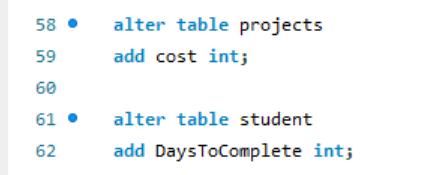 58 alter table projects
59 add cost int;
60
61 alter table student
62 add DaysToComplete int;